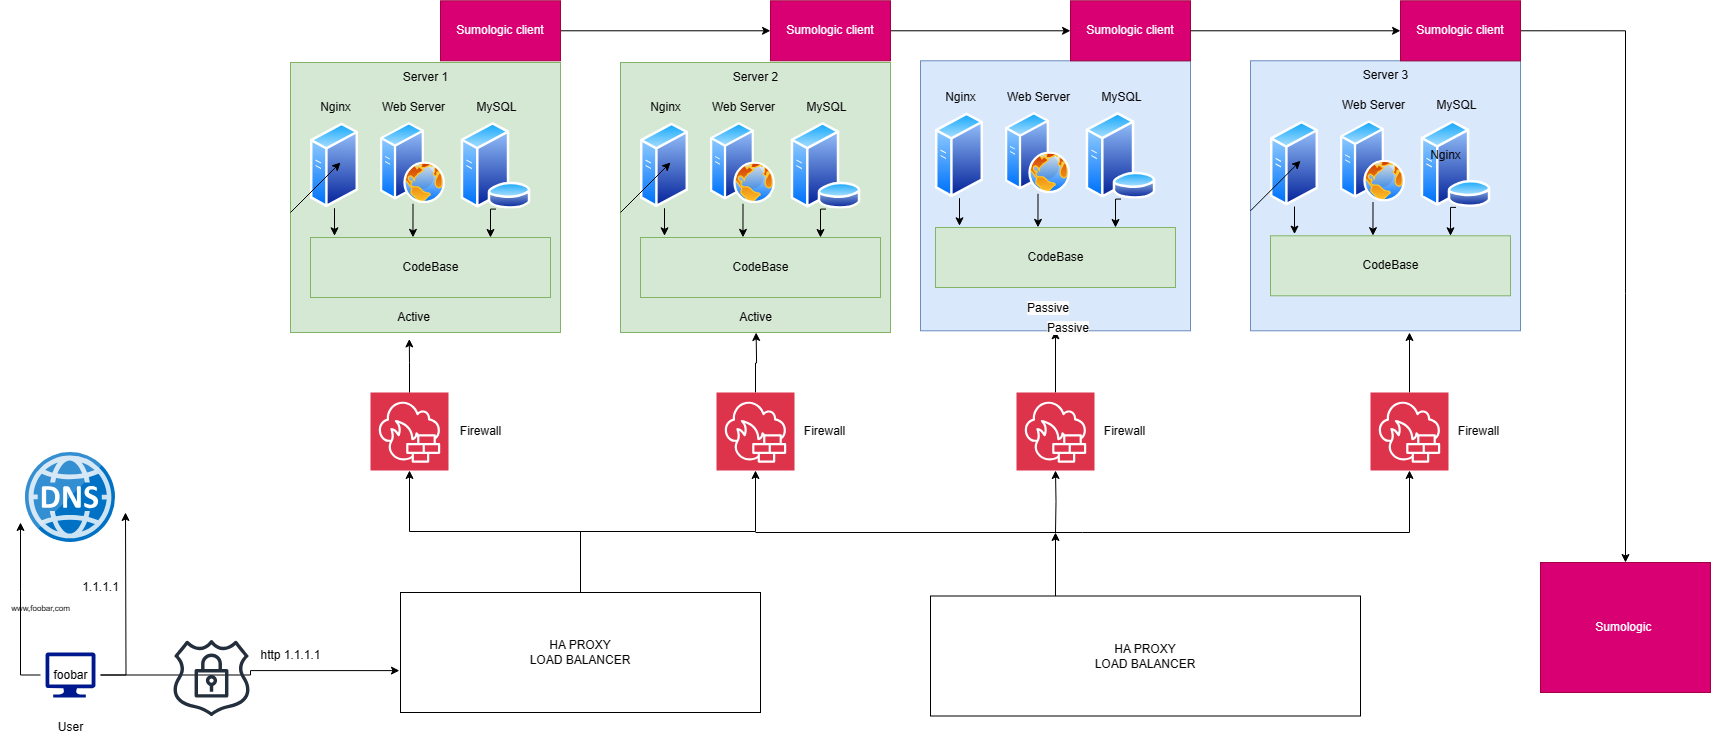 Sumologic client
Sumologic client
Sumologic client
Sumologic client
Server 1
Server 2
Server 3
Nginx
Web Server
MySQL
Nginx
Web Server
MySQL
Nginx
Web Server
MySQL
Web Server
MySQL
Nginx
CodeBase
CodeBase
CodeBase
CodeBase
Active
Active
Passive
Passive
Firewall
Firewall
Firewall
Firewall
DNS
1.1.1.1
www,foobar,com
foobar
User
http 1.1.1.1
HA PROXY
LOAD BALANCER
HA PROXY
LOAD BALANCER
Sumologic